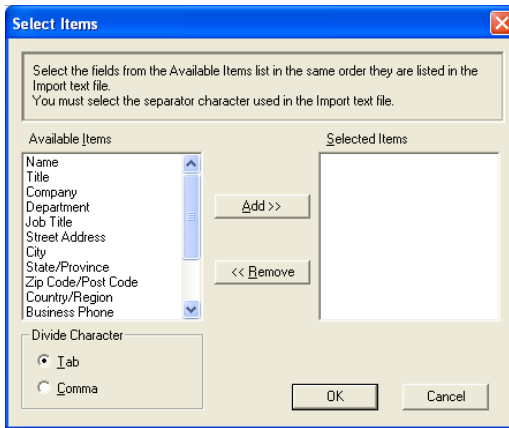 Select Items
Select the fields from the Available Items list in the same order they are listed in the
Import text file.
You must select the separator character used in the Import text file.
Available Items
Selected Items
Name
Title
Company
Department
Job Title
Street Address
City
State/Province
Zip Code/Post Code
Country/Region
Business Phone
Add >>
<< Remove
Divide Character
Tab
Comma
OK
Cancel